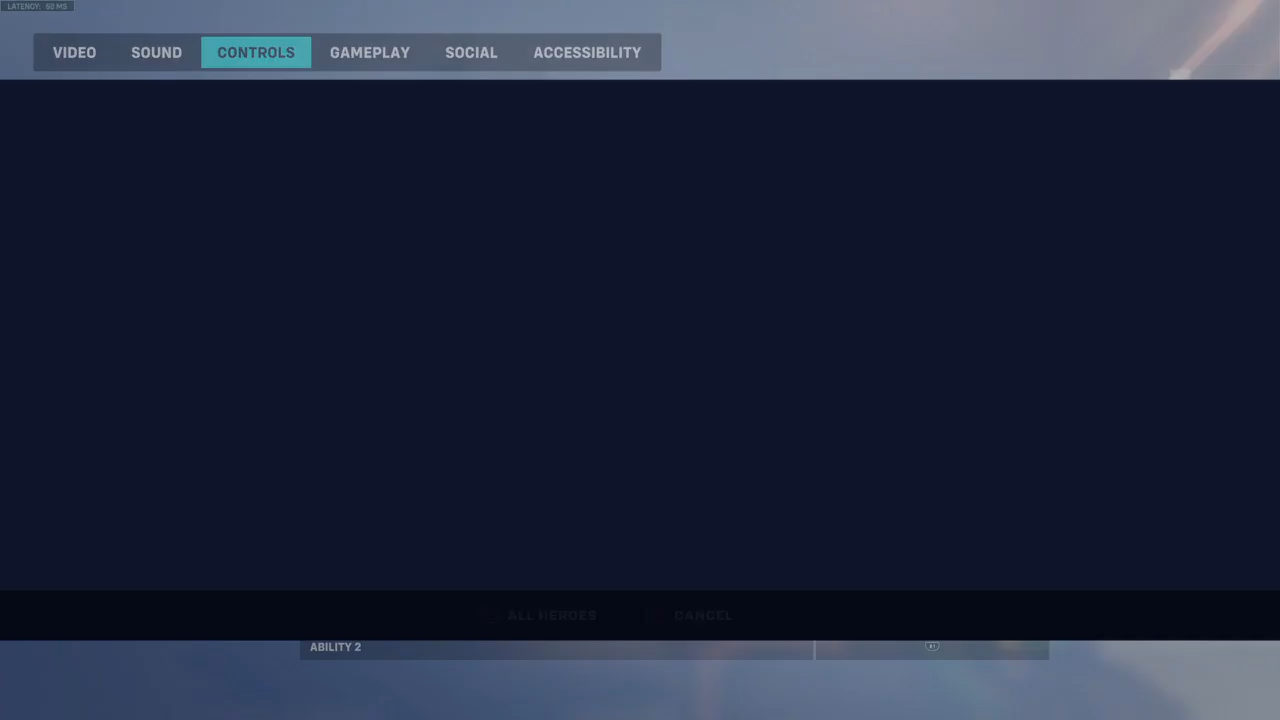 LATENCY: 60 MS
VIDEO SOUND CONTROLS GAMEPLAY SOCIAL ACCESSIBILITY
ALL HEROES CANCEL
ABILITY 2